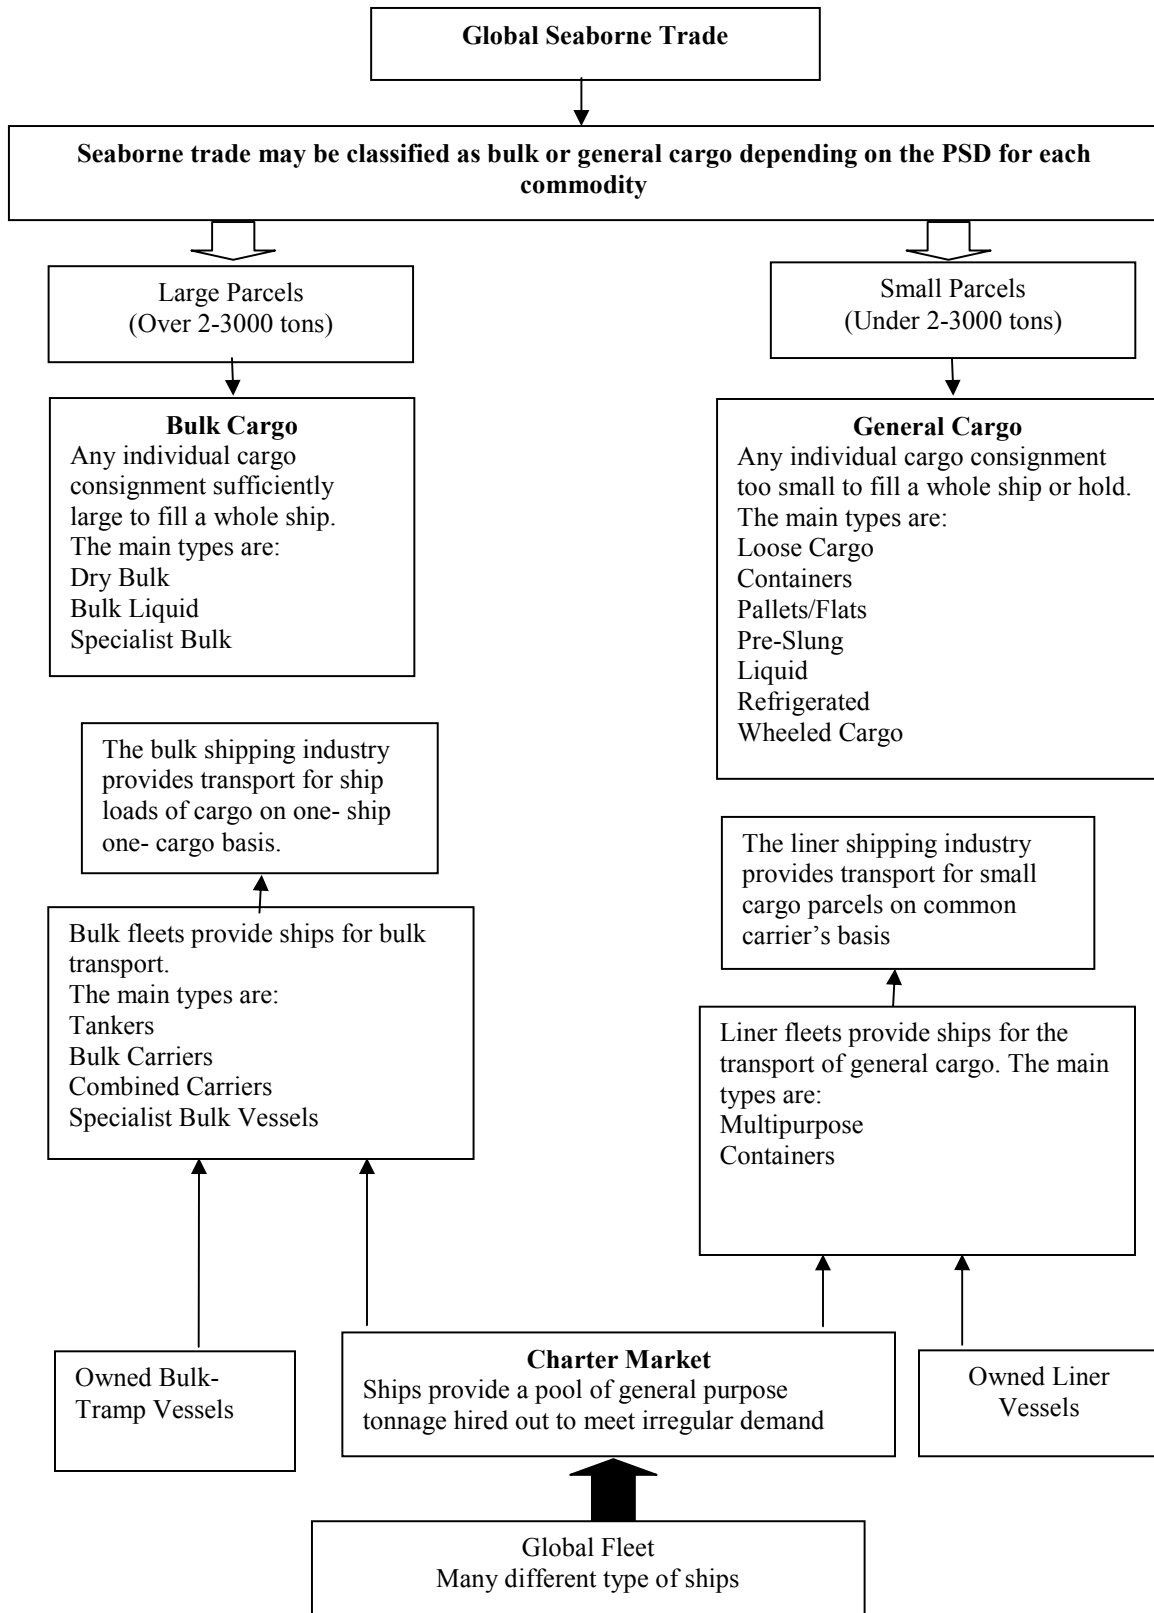 Global Seaborne Trade
Seaborne trade may be classified as bulk or general cargo depending on the PSD for each
commodity
Large Parcels
(Over 2-3000 tons)
Small Parcels
(Under 2-3000 tons)
Bulk Cargo
Any individual cargo
consignment sufficiently
large to fill a whole ship.
The main types are:
Dry Bulk
Bulk Liquid
Specialist Bulk
General Cargo
Any individual cargo consignment
too small to fill a whole ship or hold.
The main types are:
Loose Cargo
Containers
Pallets/Flats
Pre-Slung
Liquid
Refrigerated
Wheeled Cargo
The bulk shipping industry
provides transport for ship
loads of cargo on one- ship
one- cargo basis.
The liner shipping industry
provides transport for small
cargo parcels on common
carrier’s basis
Bulk fleets provide ships for bulk
transport.
The main types are:
Tankers
Bulk Carriers
Combined Carriers
Specialist Bulk Vessels
Liner fleets provide ships for the
transport of general cargo. The main
types are:
Multipurpose
Containers
Owned Bulk-
Tramp Vessels
Charter Market
Ships provide a pool of general purpose
tonnage hired out to meet irregular demand
Owned Liner
Vessels
Global Fleet
Many different type of ships